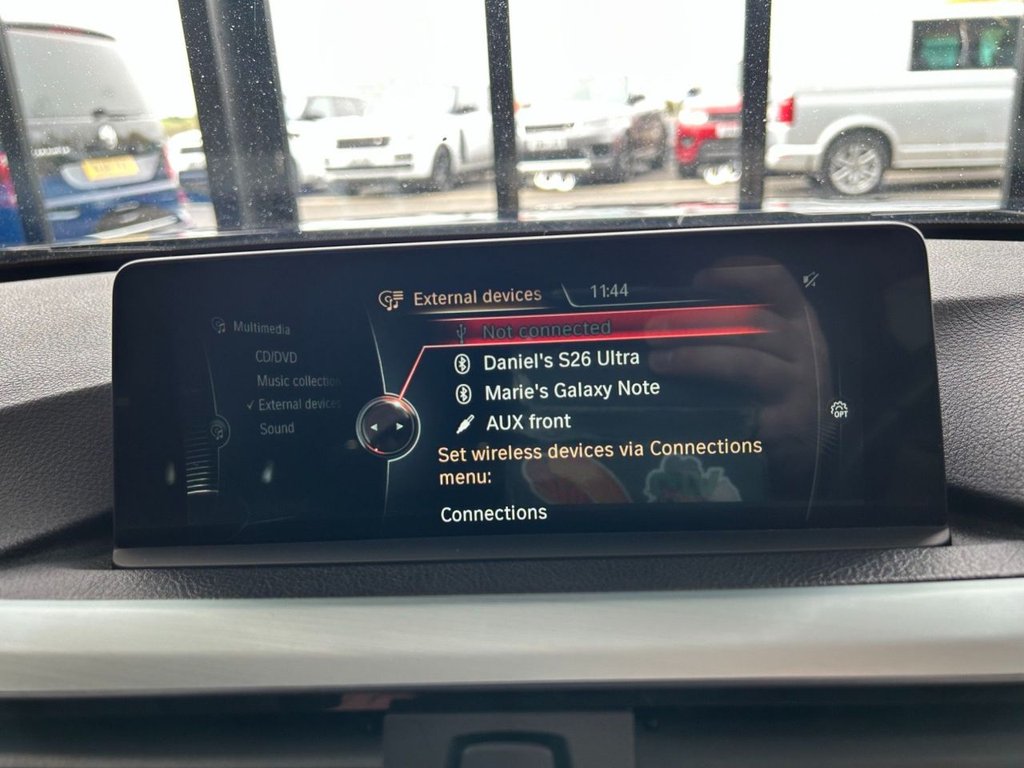 External devices
11:44
Multimedia
CD/DVD
Music collection
External devices
Sound
Not connected
Daniel's S26 Ultra
Marie's Galaxy Note
AUX front
Set wireless devices via Connections
menu:
Connections
OPT